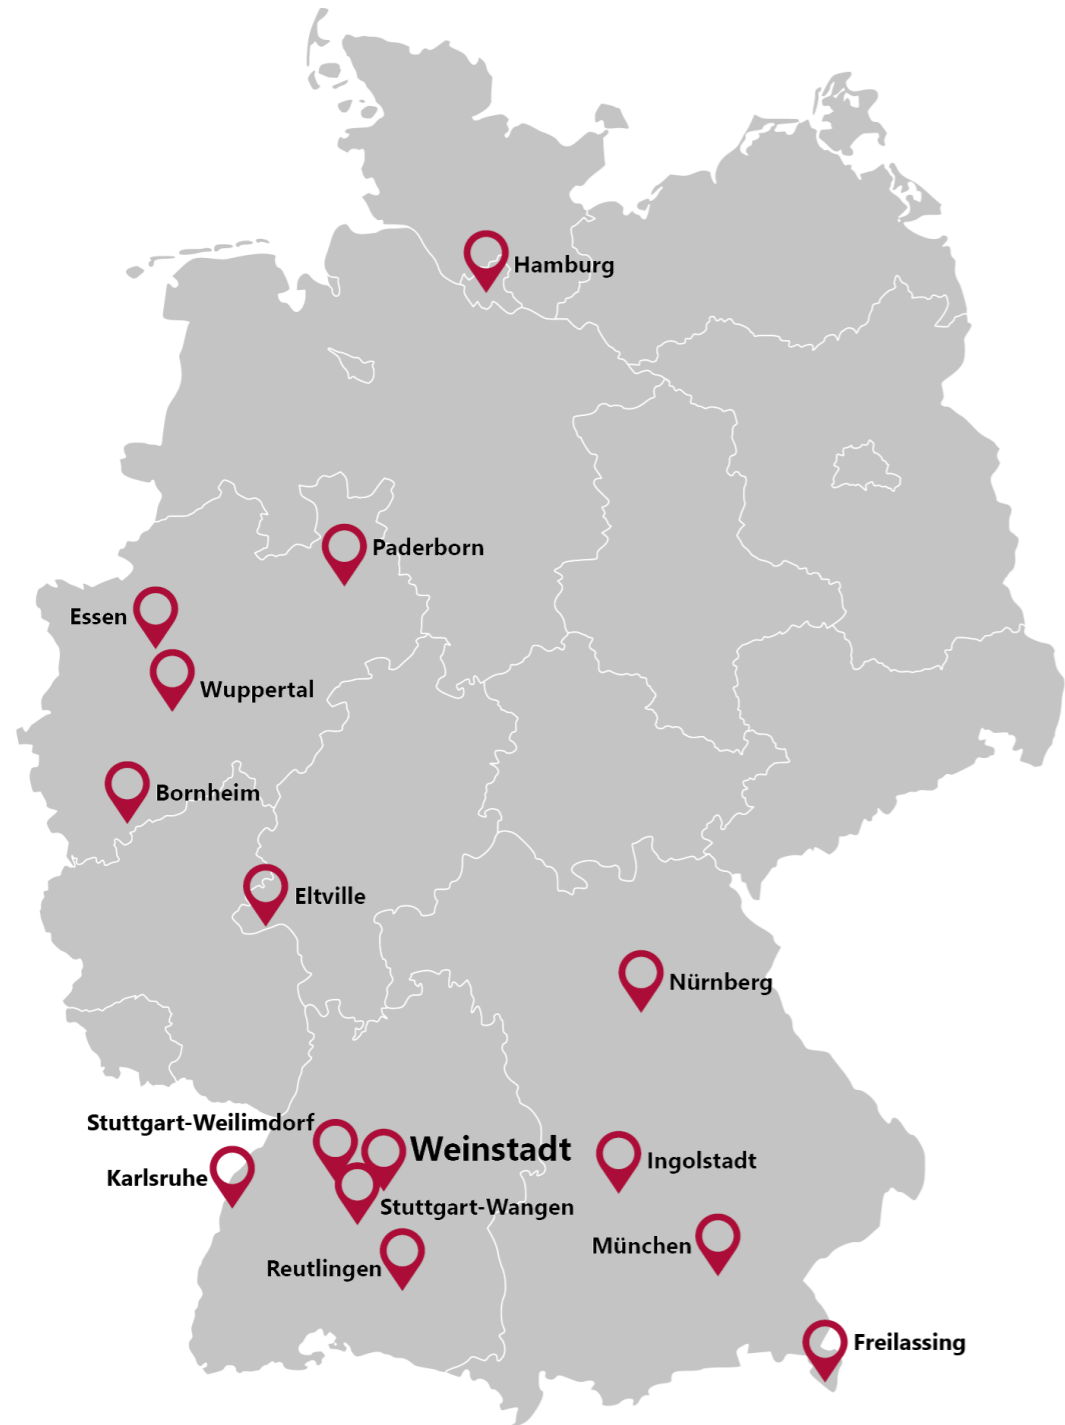 Hamburg
Paderborn
Essen
Wuppertal
Bornheim
Eltville
Nürnberg
Stuttgart-Weilimdorf
Weinstadt
Ingolstadt
Karlsruhe
Stuttgart-Wangen
München
Reutlingen
Freilassing